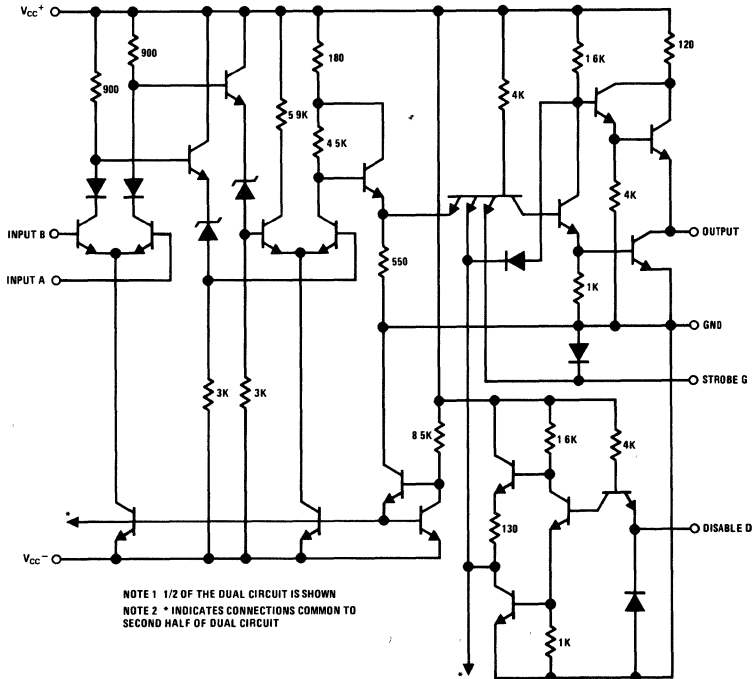 VCC+
900
900
180
5 9K
4 5K
4K
1 6K
120
4K
INPUT B
INPUT A
550
1K
OUTPUT
GND
STROBE G
3K
3K
8 5K
1 6K
4K
130
DISABLE D
1K
*
VCC−
*
NOTE 1 1/2 OF THE DUAL CIRCUIT IS SHOWN
NOTE 2 * INDICATES CONNECTIONS COMMON TO
SECOND HALF OF DUAL CIRCUIT